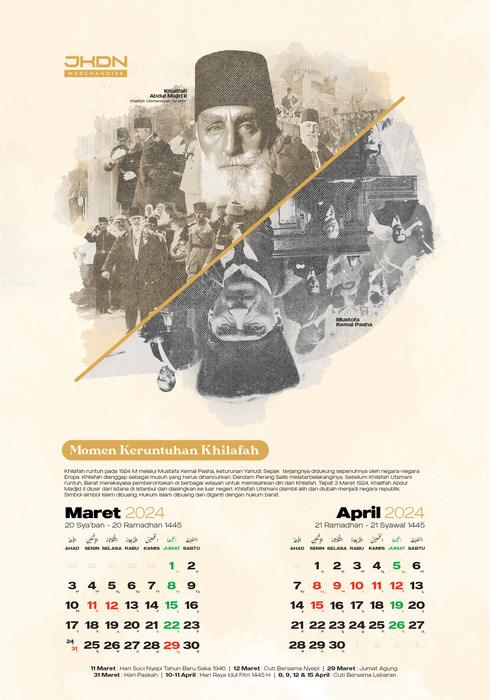 JKDN
MERCHANDISE
Khalifah
Abdul Majid II
Khalifah Utsmaniyyah Terakhir
Mustafa
Kemal Pasha
Momen Keruntuhan Khilafah
Khilafah runtuh pada 1924 M melalui Mustafa Kemal Pasha, keturunan Yahudi. Sepak terjangnya didukung sepenuhnya oleh negara-negara
Eropa. Khilafah dianggap sebagai musuh yang harus dihancurkan. Dendam Perang Salib melatarbelakanginya. Sebelum Khilafah Utsmani
runtuh, Barat merekayasa pemberontakan di berbagai wilayah untuk memisahkan diri dari Khilafah. Tepat 3 Maret 1924, Khalifah Abdul
Madjid II diusir dari istana di Istanbul dan diasingkan ke luar negeri. Khilafah Utsmani diambil alih dan diubah menjadi negara republik.
Simbol-simbol Islam dibuang. Hukum Islam dibuang dan diganti dengan hukum barat.
Maret 2024
20 Sya'ban - 20 Ramadhan 1445
AHAD SENIN SELASA RABU KAMIS JUMAT SABTU
25 26 27 28 29 1 2
3 4 5 6 7 8 9
10 11 12 13 14 15 16
17 18 19 20 21 22 23
24 31 25 26 27 28 29 30
April 2024
21 Ramadhan - 21 Syawal 1445
AHAD SENIN SELASA RABU KAMIS JUMAT SABTU
31 1 2 3 4 5 6
7 8 9 10 11 12 13
14 15 16 17 18 19 20
21 22 23 24 25 26 27
28 29 30 1 2 3 4
11 Maret : Hari Suci Nyepi Tahun Baru Saka 1946 | 12 Maret : Cuti Bersama Nyepi | 29 Maret : Jumat Agung
31 Maret : Hari Paskah | 10-11 April : Hari Raya Idul Fitri 1445 H | 8, 9, 12 & 15 April : Cuti Bersama Lebaran